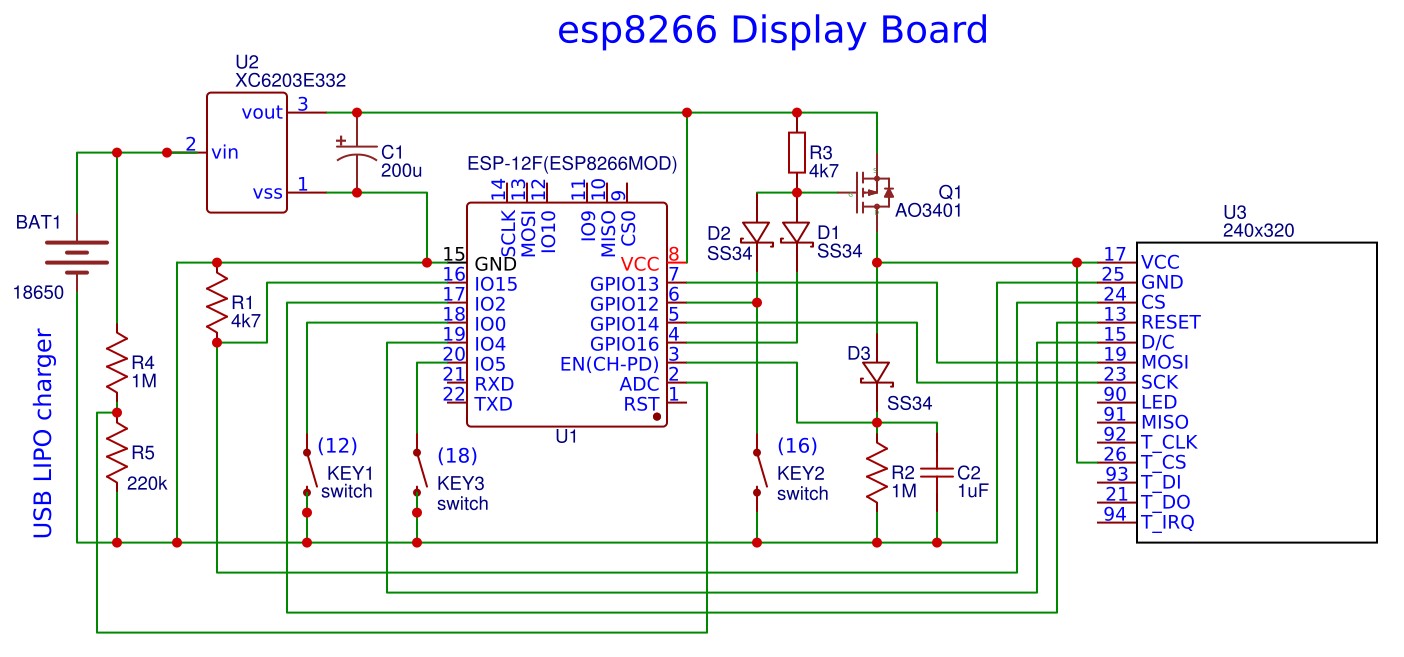 esp8266 Display Board
U2
XC6203E332
vout
3
2
vin
vss
1
+
C1
200u
BAT1
18650
USB LIPO charger
R4
1M
R5
220k
R1
4k7
ESP-12F(ESP8266MOD)
14
13
12
11
10
9
SCLK
MOSI
IO10
IO9
MISO
CS0
15
GND
16
IO15
17
IO2
18
IO0
19
IO4
20
IO5
21
RXD
22
TXD
VCC
8
GPIO13
7
GPIO12
6
GPIO14
5
GPIO16
4
EN(CH-PD)
3
ADC
2
RST
1
U1
R3
4k7
D2
SS34
D1
SS34
Q1
AO3401
D3
SS34
(12)
KEY1
switch
(18)
KEY3
switch
(16)
KEY2
switch
R2
1M
C2
1uF
U3
240x320
17
VCC
25
GND
24
CS
13
RESET
15
D/C
19
MOSI
23
SCK
90
LED
91
MISO
92
T_CLK
26
T_CS
93
T_DI
21
T_DO
94
T_IRQ